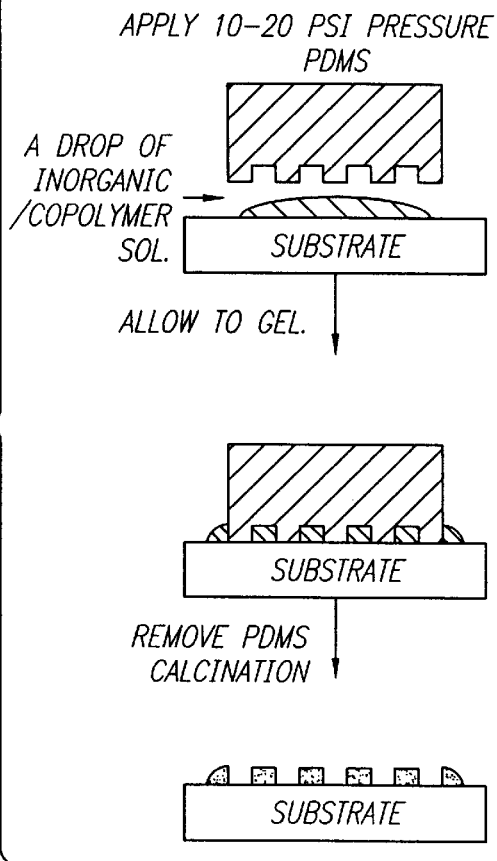 APPLY 10-20 PSI PRESSURE
PDMS
A DROP OF
INORGANIC
/COPOLYMER
SOL.
SUBSTRATE
ALLOW TO GEL.
SUBSTRATE
REMOVE PDMS
CALCINATION
SUBSTRATE